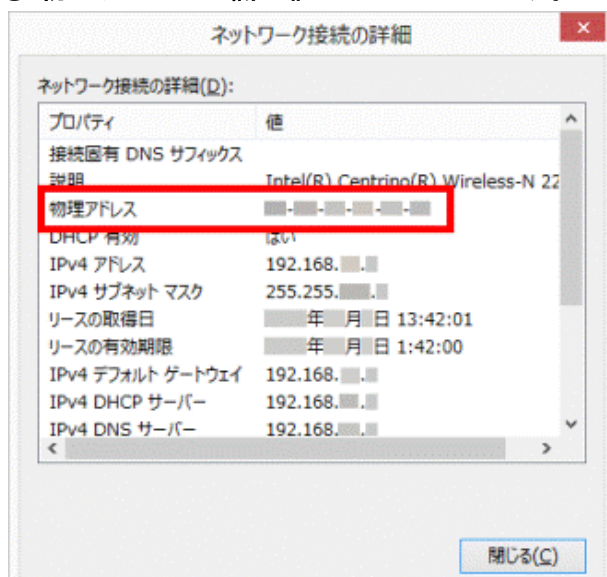 ネットワーク接続の詳細
ネットワーク接続の詳細(D):
プロパティ 値
接続固有 DNS サフィックス
説明 Intel(R) Centrino(R) Wireless-N 22
物理アドレス - - - - -
DHCP 有効 はい
IPv4 アドレス 192.168. .
IPv4 サブネット マスク 255.255. .
リースの取得日 年 月 日 13:42:01
リースの有効期限 年 月 日 1:42:00
IPv4 デフォルト ゲートウェイ 192.168. .
IPv4 DHCP サーバー 192.168. .
IPv4 DNS サーバー 192.168. .
閉じる(C)